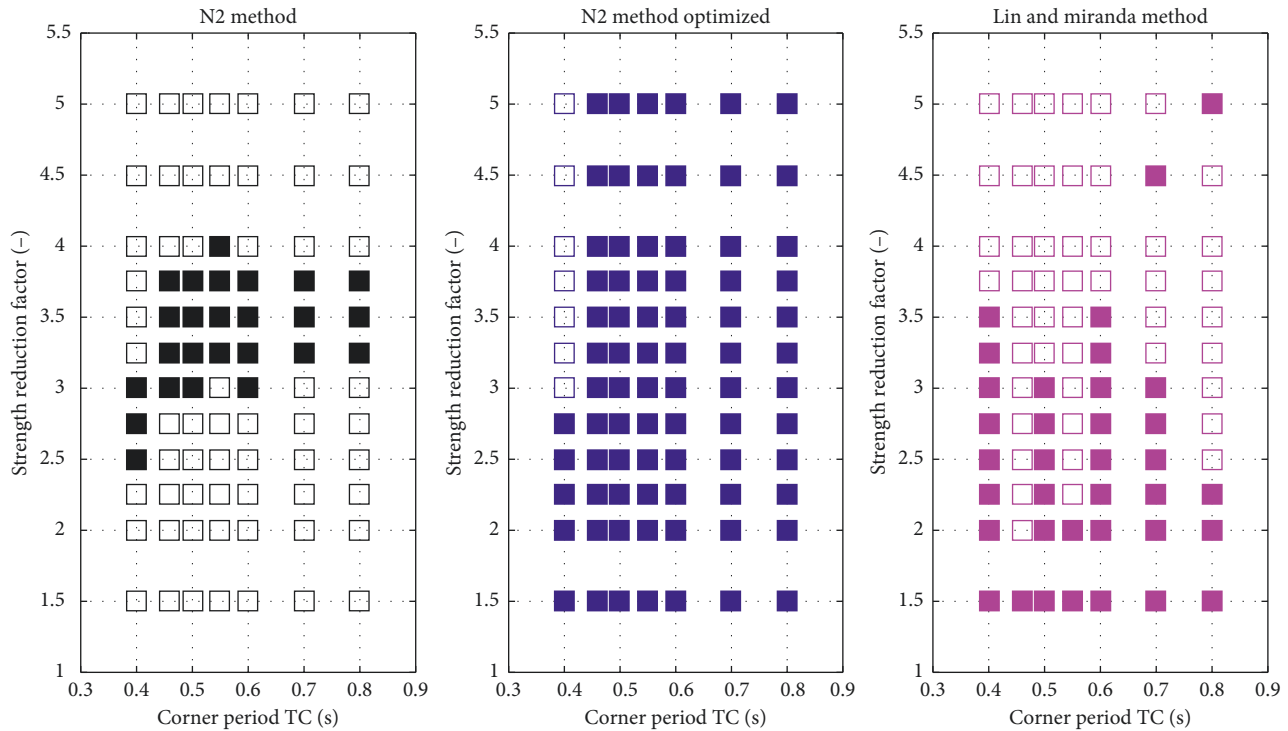 N2 method
5.5
5
4.5
4
3.5
3
2.5
2
1.5
1
Strength reduction factor (–)
0.3 0.4 0.5 0.6 0.7 0.8 0.9
Corner period TC (s)
N2 method optimized
5.5
5
4.5
4
3.5
3
2.5
2
1.5
1
Strength reduction factor (–)
0.3 0.4 0.5 0.6 0.7 0.8 0.9
Corner period TC (s)
Lin and miranda method
5.5
5
4.5
4
3.5
3
2.5
2
1.5
1
Strength reduction factor (–)
0.3 0.4 0.5 0.6 0.7 0.8 0.9
Corner period TC (s)